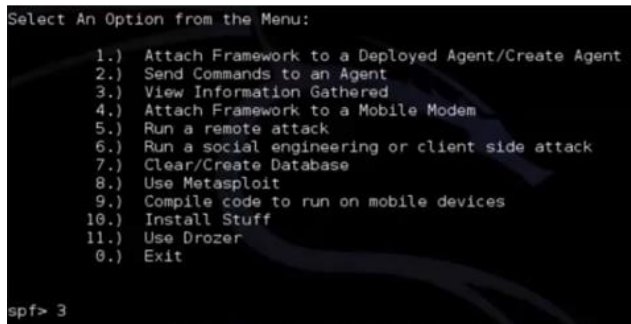 Select An Option from the Menu:
1.) Attach Framework to a Deployed Agent/Create Agent
2.) Send Commands to an Agent
3.) View Information Gathered
4.) Attach Framework to a Mobile Modem
5.) Run a remote attack
6.) Run a social engineering or client side attack
7.) Clear/Create Database
8.) Use Metasploit
9.) Compile code to run on mobile devices
10.) Install Stuff
11.) Use Drozer
0.) Exit
spf> 3